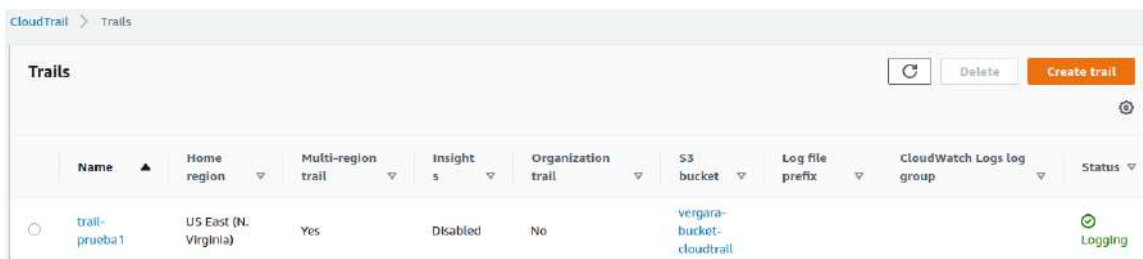 CloudTrail > Trails
Trails
Delete
Create trail
Name
Home region
Multi-region trail
Insights
Organization trail
S3 bucket
Log file prefix
CloudWatch Logs log group
Status
trail-prueba1
US East (N. Virginia)
Yes
Disabled
No
vergara-bucket-cloudtrail
Logging